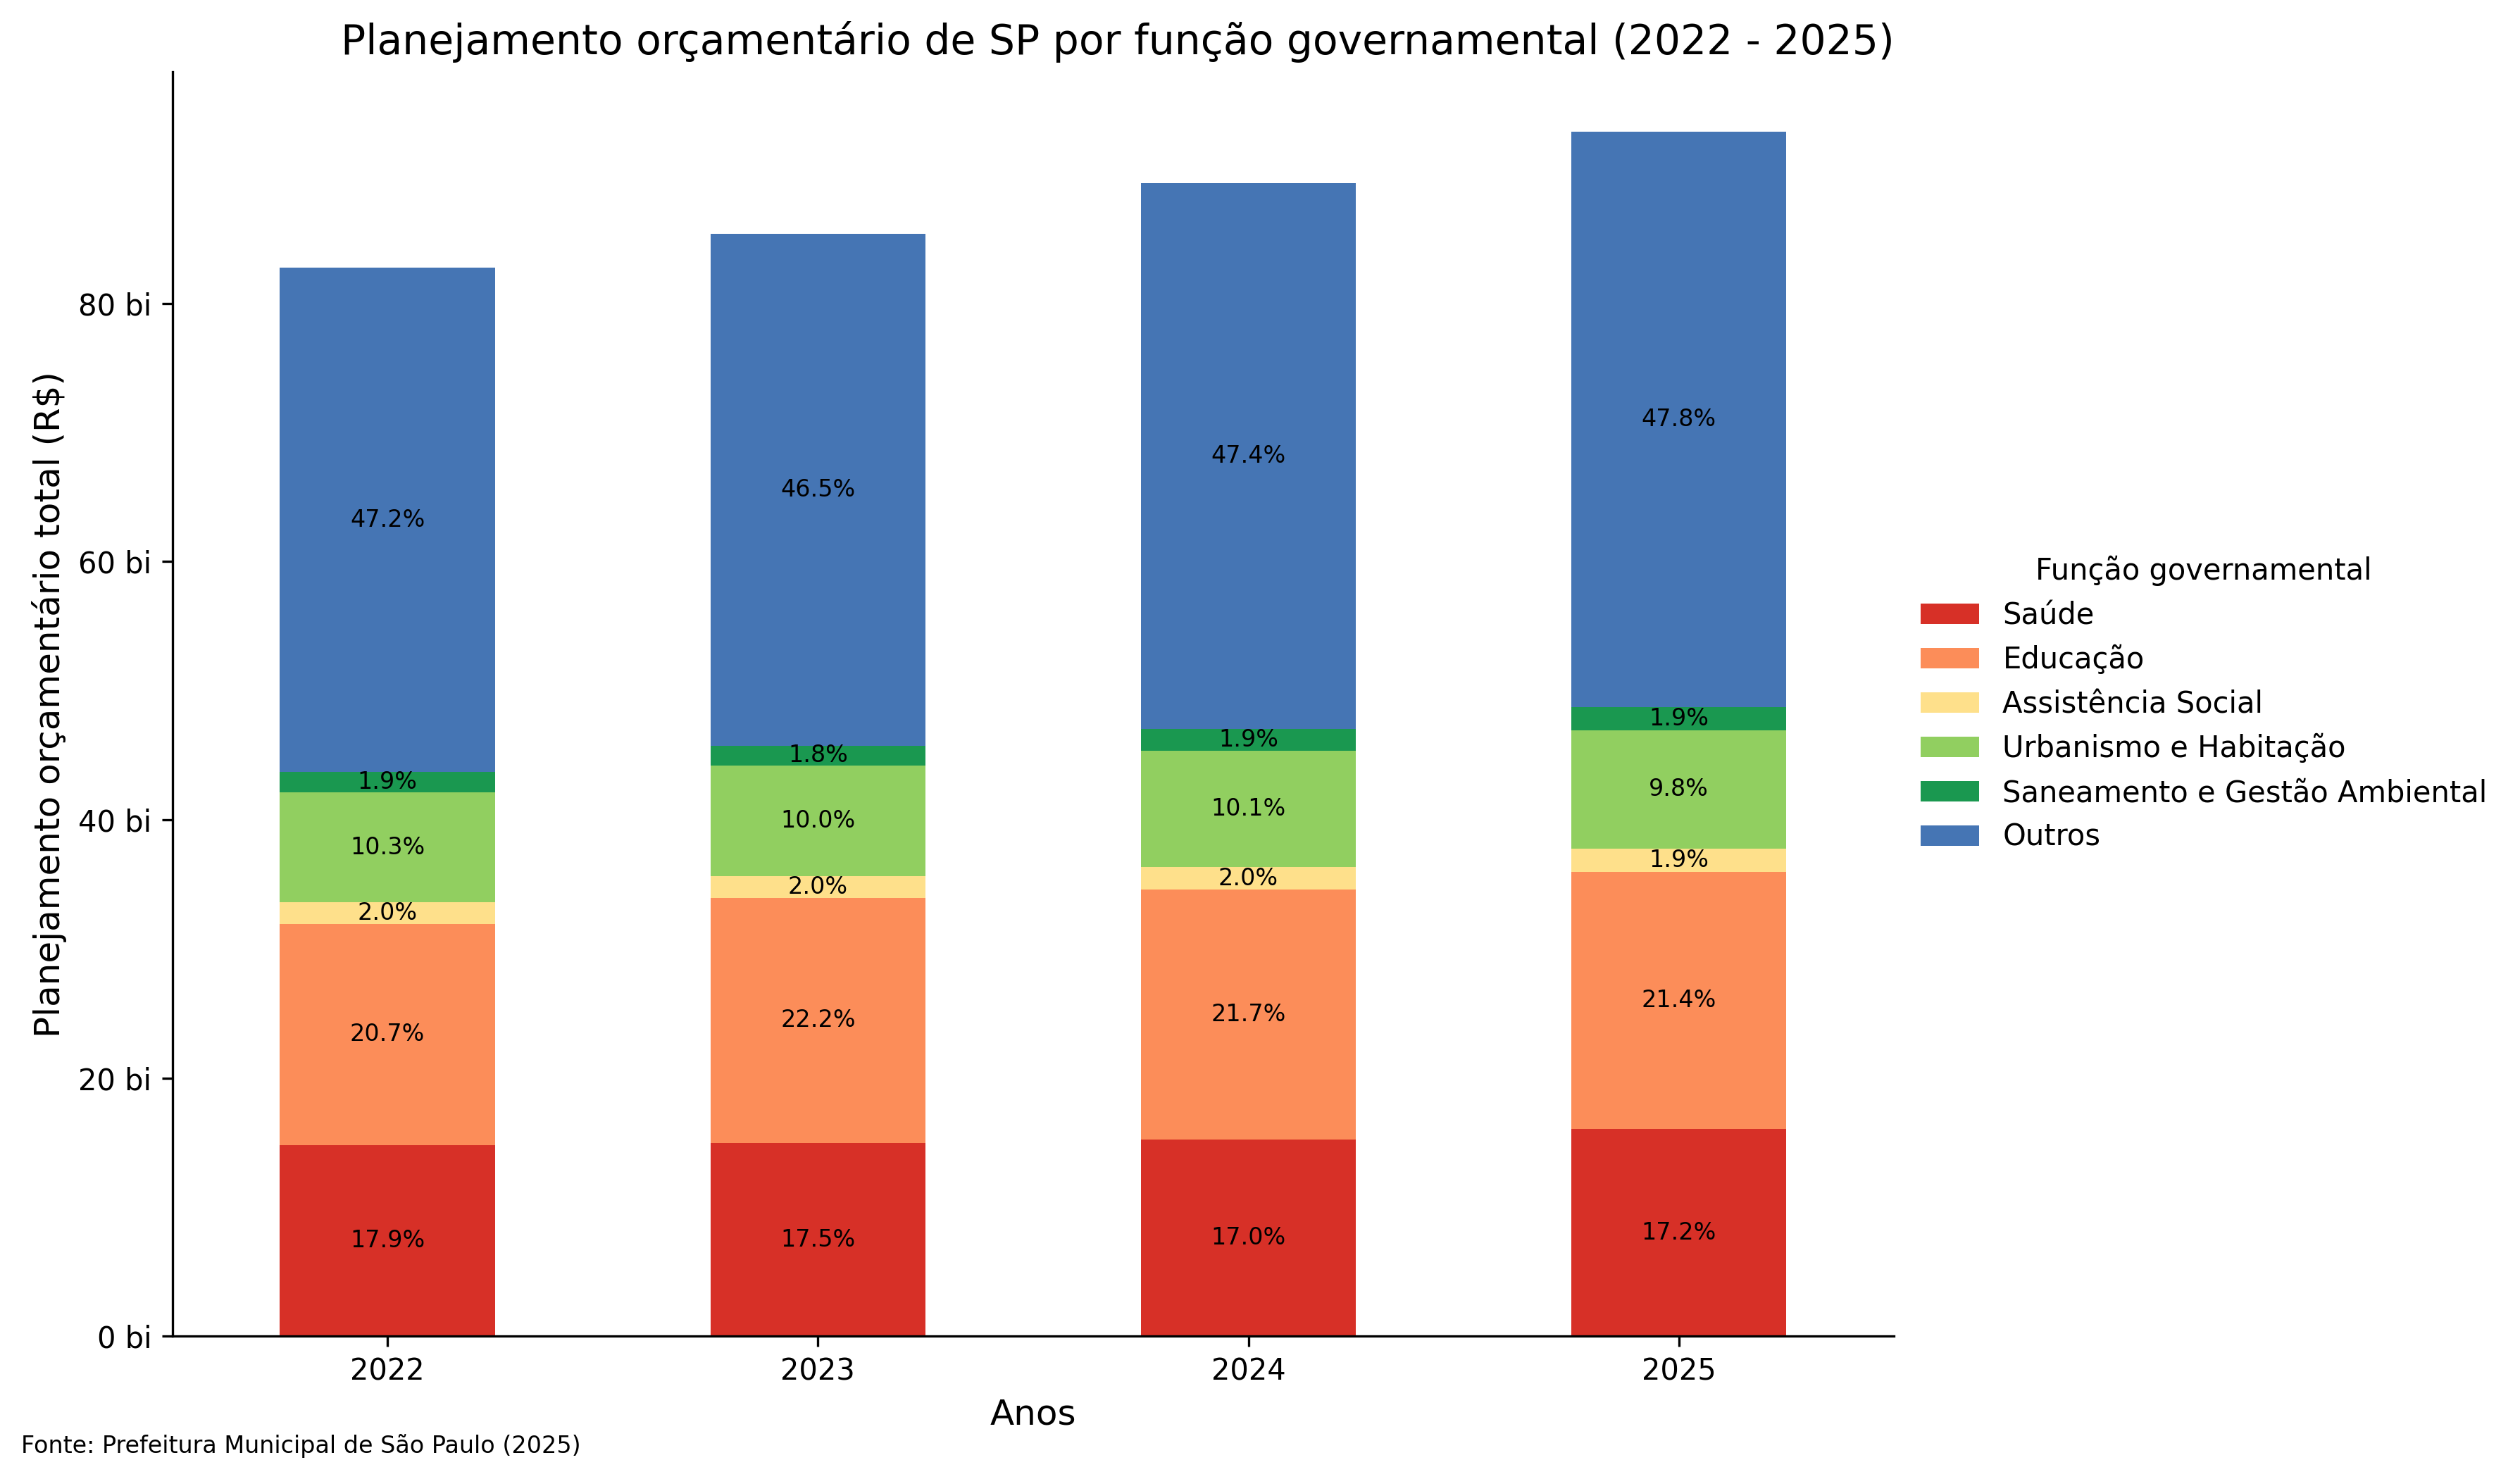 Planejamento orçamentário de SP por função governamental (2022 - 2025)
Planejamento orçamentário total (R$)
80 bi
60 bi
40 bi
20 bi
0 bi
47.2%
1.9%
10.3%
2.0%
20.7%
17.9%
46.5%
1.8%
10.0%
2.0%
22.2%
17.5%
47.4%
1.9%
10.1%
2.0%
21.7%
17.0%
47.8%
1.9%
9.8%
1.9%
21.4%
17.2%
2022
2023
2024
2025
Anos
Função governamental
Saúde
Educação
Assistência Social
Urbanismo e Habitação
Saneamento e Gestão Ambiental
Outros
Fonte: Prefeitura Municipal de São Paulo (2025)